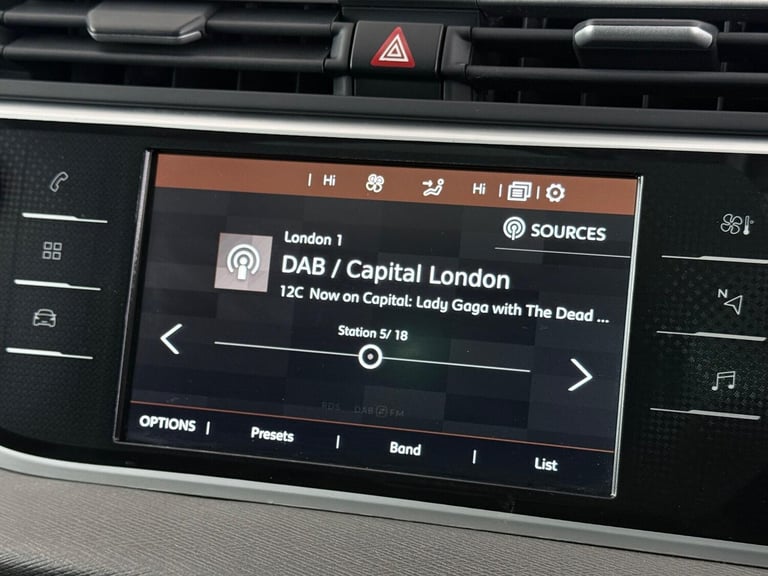 Hi Hi
SOURCES
London 1
DAB / Capital London
12C Now on Capital: Lady Gaga with The Dead ...
Station 5/ 18
RDS DAB FM
OPTIONS Presets Band List
N